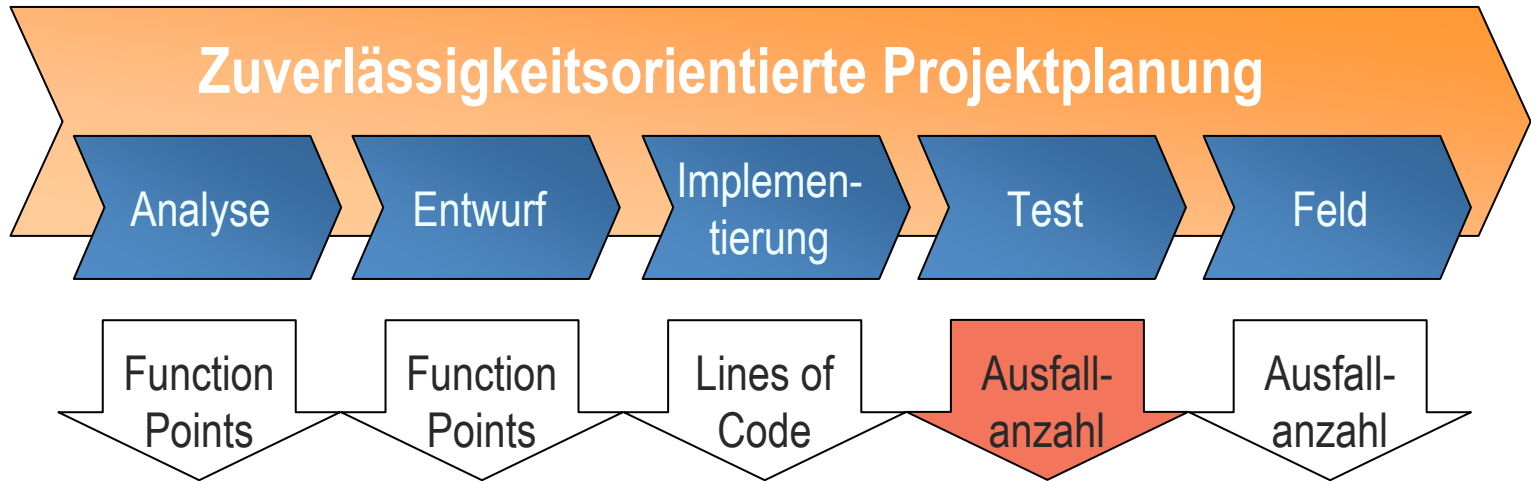 Zuverlässigkeitsorientierte Projektplanung
Analyse
Entwurf
Implemen-
tierung
Test
Feld
Function
Points
Function
Points
Lines of
Code
Ausfall-
anzahl
Ausfall-
anzahl